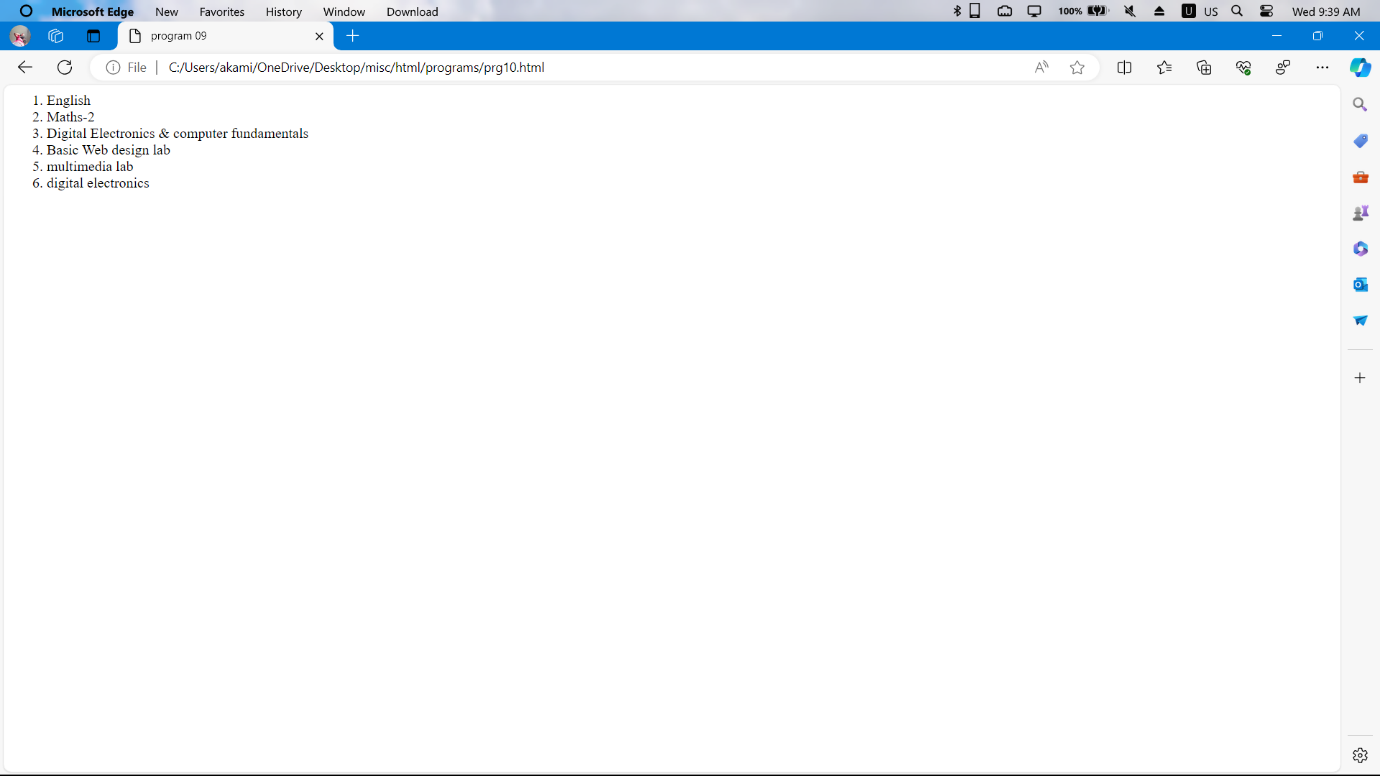 Microsoft Edge New Favorites History Window Download 100% U US Wed 9:39 AM
program 09
File C:/Users/akami/OneDrive/Desktop/misc/html/programs/prg10.html
1. English
2. Maths-2
3. Digital Electronics & computer fundamentals
4. Basic Web design lab
5. multimedia lab
6. digital electronics